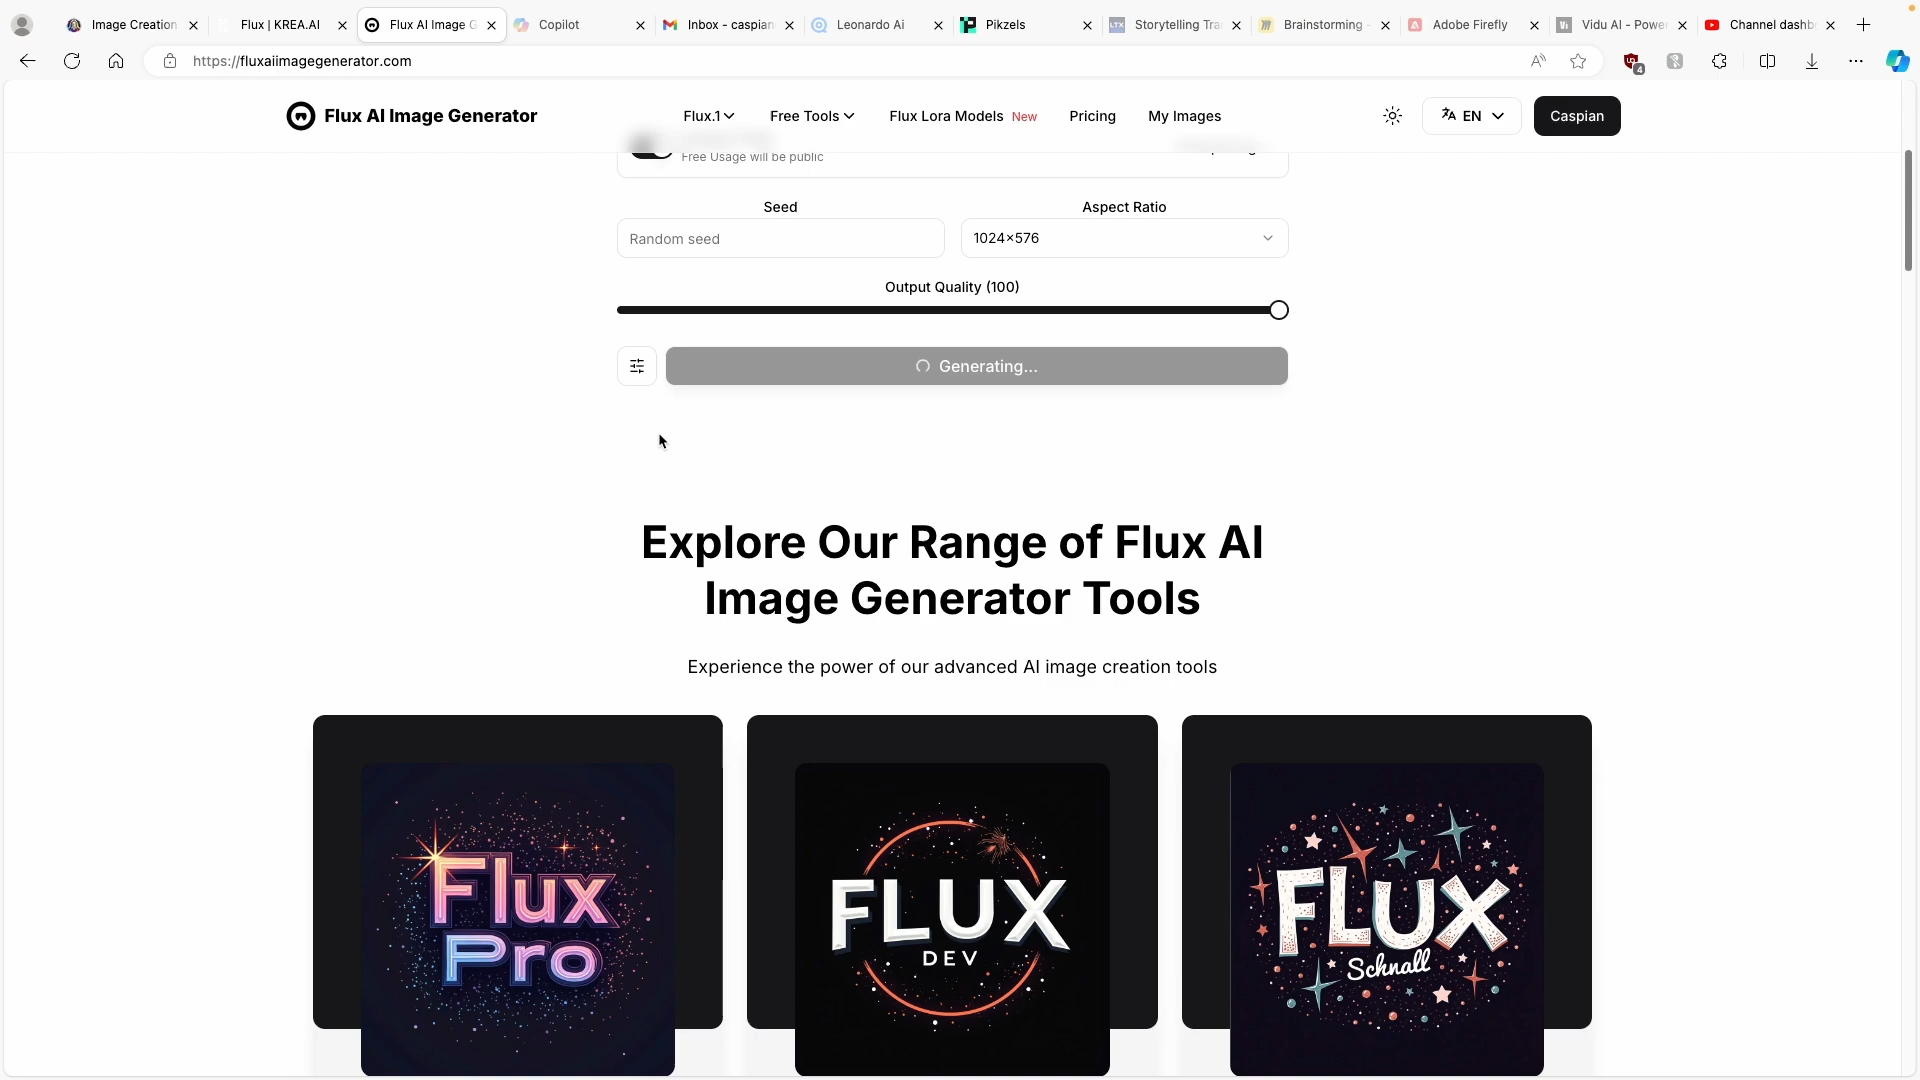 Image Creation
Flux | KREA.AI
Flux AI Image G
Copilot
Inbox - caspian
Leonardo Ai
Pikzels
Storytelling Tra
Brainstorming -
Adobe Firefly
Vidu AI - Power
Channel dashb
https://fluxaiimagegenerator.com
4
Flux AI Image Generator
Flux.1
Free Tools
Flux Lora Models New
Pricing
My Images
EN
Caspian
Free Usage will be public
Seed
Aspect Ratio
Random seed
1024×576
Output Quality (100)
Generating...
Explore Our Range of Flux AI
Image Generator Tools
Experience the power of our advanced AI image creation tools
Flux
Pro
FLUX
DEV
FLUX
Schnall